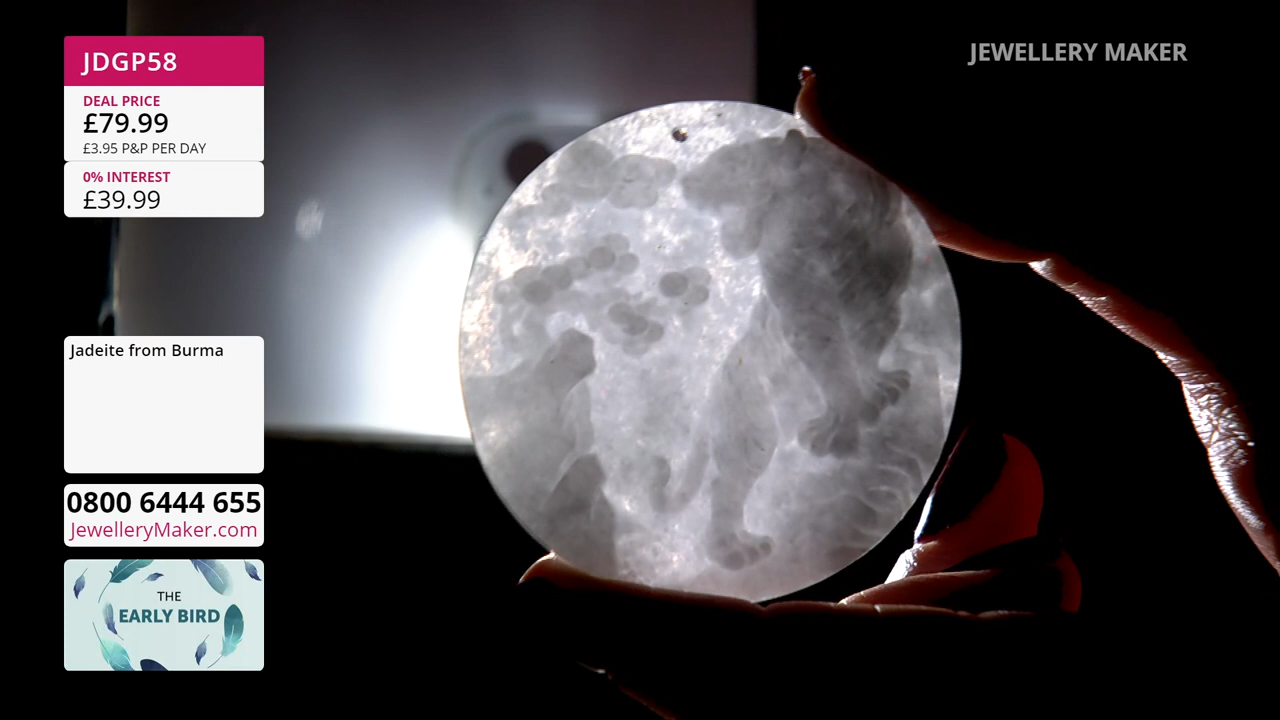 JDGP58
DEAL PRICE
£79.99
£3.95 P&P PER DAY
0% INTEREST
£39.99
Jadeite from Burma
0800 6444 655
JewelleryMaker.com
THE
EARLY BIRD
JEWELLERY MAKER